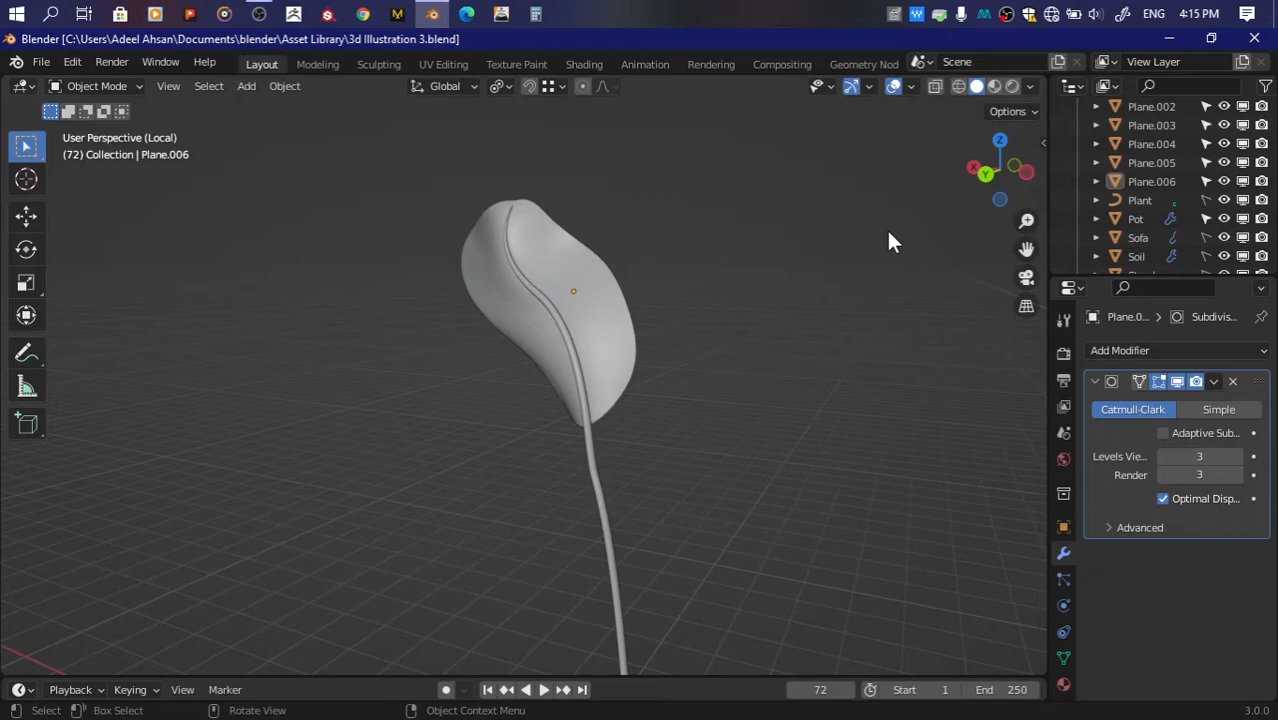 ENG
4:15 PM
Blender [C:\Users\Adeel Ahsan\Documents\blender\Asset Library\3d Illustration 3.blend]
File Edit Render Window Help Layout Modeling Sculpting UV Editing Texture Paint Shading Animation Rendering Compositing Geometry Nod Scene View Layer
Object Mode View Select Add Object Global
Options
User Perspective (Local)
(72) Collection | Plane.006
X Y Z
Plane.002
Plane.003
Plane.004
Plane.005
Plane.006
Plant
Pot
Sofa
Soil
Plane.0... > Subdivis...
Add Modifier
Catmull-Clark Simple
Adaptive Sub...
Levels Vie... 3
Render 3
Optimal Disp...
Advanced
Playback Keying View Marker 72 Start 1 End 250
Select Box Select Rotate View Object Context Menu 3.0.0